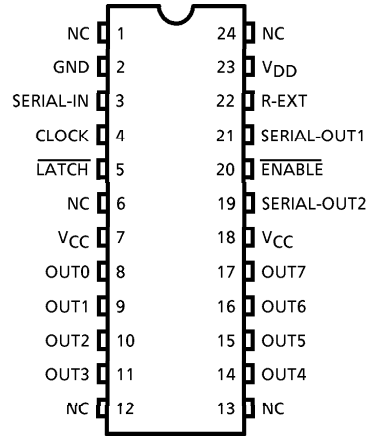 NC 1 24 NC
GND 2 23 VDD
SERIAL-IN 3 22 R-EXT
CLOCK 4 21 SERIAL-OUT1
LATCH 5 20 ENABLE
NC 6 19 SERIAL-OUT2
VCC 7 18 VCC
OUT0 8 17 OUT7
OUT1 9 16 OUT6
OUT2 10 15 OUT5
OUT3 11 14 OUT4
NC 12 13 NC